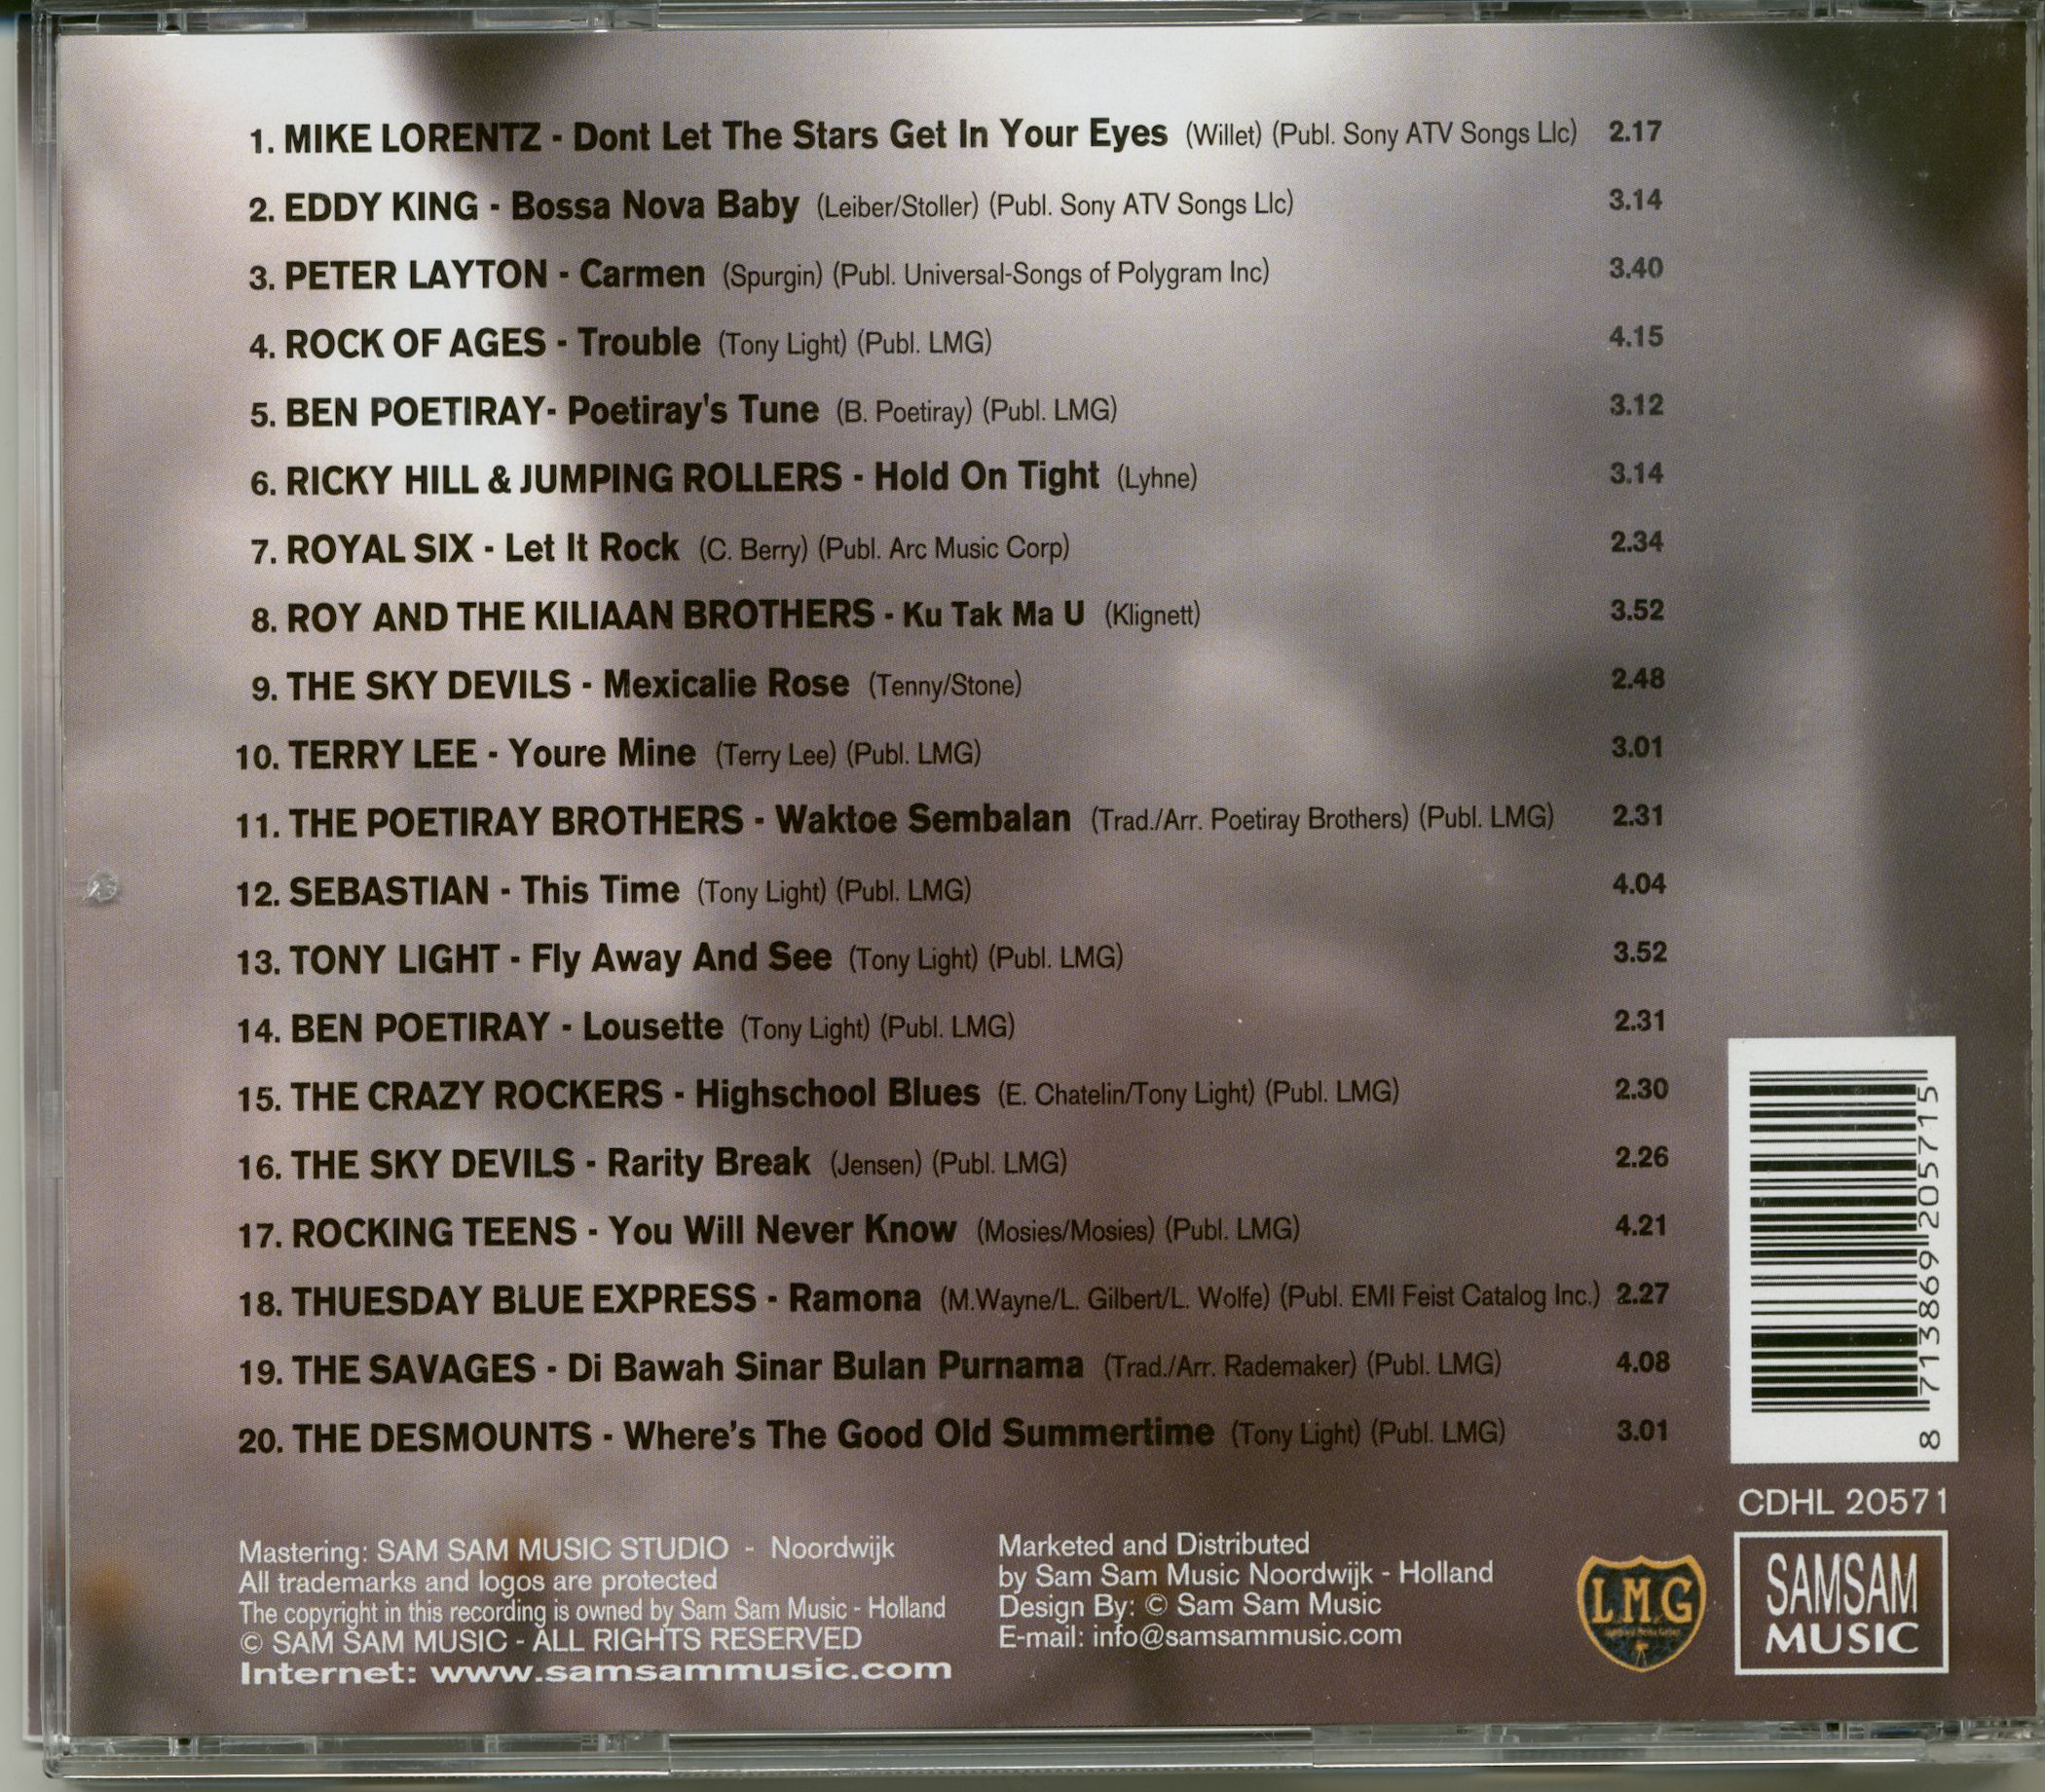 1. MIKE LORENTZ - Dont Let The Stars Get In Your Eyes (Willet) (Publ. Sony ATV Songs Llc) 2.17
2. EDDY KING - Bossa Nova Baby (Leiber/Stoller) (Publ. Sony ATV Songs Llc) 3.14
3. PETER LAYTON - Carmen (Spurgin) (Publ. Universal-Songs of Polygram Inc) 3.40
4. ROCK OF AGES - Trouble (Tony Light) (Publ. LMG) 4.15
5. BEN POETIRAY- Poetiray's Tune (B. Poetiray) (Publ. LMG) 3.12
6. RICKY HILL & JUMPING ROLLERS - Hold On Tight (Lyhne) 3.14
7. ROYAL SIX - Let It Rock (C. Berry) (Publ. Arc Music Corp) 2.34
8. ROY AND THE KILIAAN BROTHERS - Ku Tak Ma U (Klignett) 3.52
9. THE SKY DEVILS - Mexicalie Rose (Tenny/Stone) 2.48
10. TERRY LEE - Youre Mine (Terry Lee) (Publ. LMG) 3.01
11. THE POETIRAY BROTHERS - Waktoe Sembalan (Trad./Arr. Poetiray Brothers) (Publ. LMG) 2.31
12. SEBASTIAN - This Time (Tony Light) (Publ. LMG) 4.04
13. TONY LIGHT - Fly Away And See (Tony Light) (Publ. LMG) 3.52
14. BEN POETIRAY - Lousette (Tony Light) (Publ. LMG) 2.31
15. THE CRAZY ROCKERS - Highschool Blues (E. Chatelin/Tony Light) (Publ. LMG) 2.30
16. THE SKY DEVILS - Rarity Break (Jensen) (Publ. LMG) 2.26
17. ROCKING TEENS - You Will Never Know (Mosies/Mosies) (Publ. LMG) 4.21
18. THUESDAY BLUE EXPRESS - Ramona (M.Wayne/L. Gilbert/L. Wolfe) (Publ. EMI Feist Catalog Inc.) 2.27
19. THE SAVAGES - Di Bawah Sinar Bulan Purnama (Trad./Arr. Rademaker) (Publ. LMG) 4.08
20. THE DESMOUNTS - Where's The Good Old Summertime (Tony Light) (Publ. LMG) 3.01
8 713869 205715
CDHL 20571
Mastering: SAM SAM MUSIC STUDIO - Noordwijk
All trademarks and logos are protected
The copyright in this recording is owned by Sam Sam Music - Holland
© SAM SAM MUSIC - ALL RIGHTS RESERVED
Internet: www.samsammusic.com
Marketed and Distributed
by Sam Sam Music Noordwijk - Holland
Design By: © Sam Sam Music
E-mail: info@samsammusic.com
L.M.G
SAMSAM
MUSIC